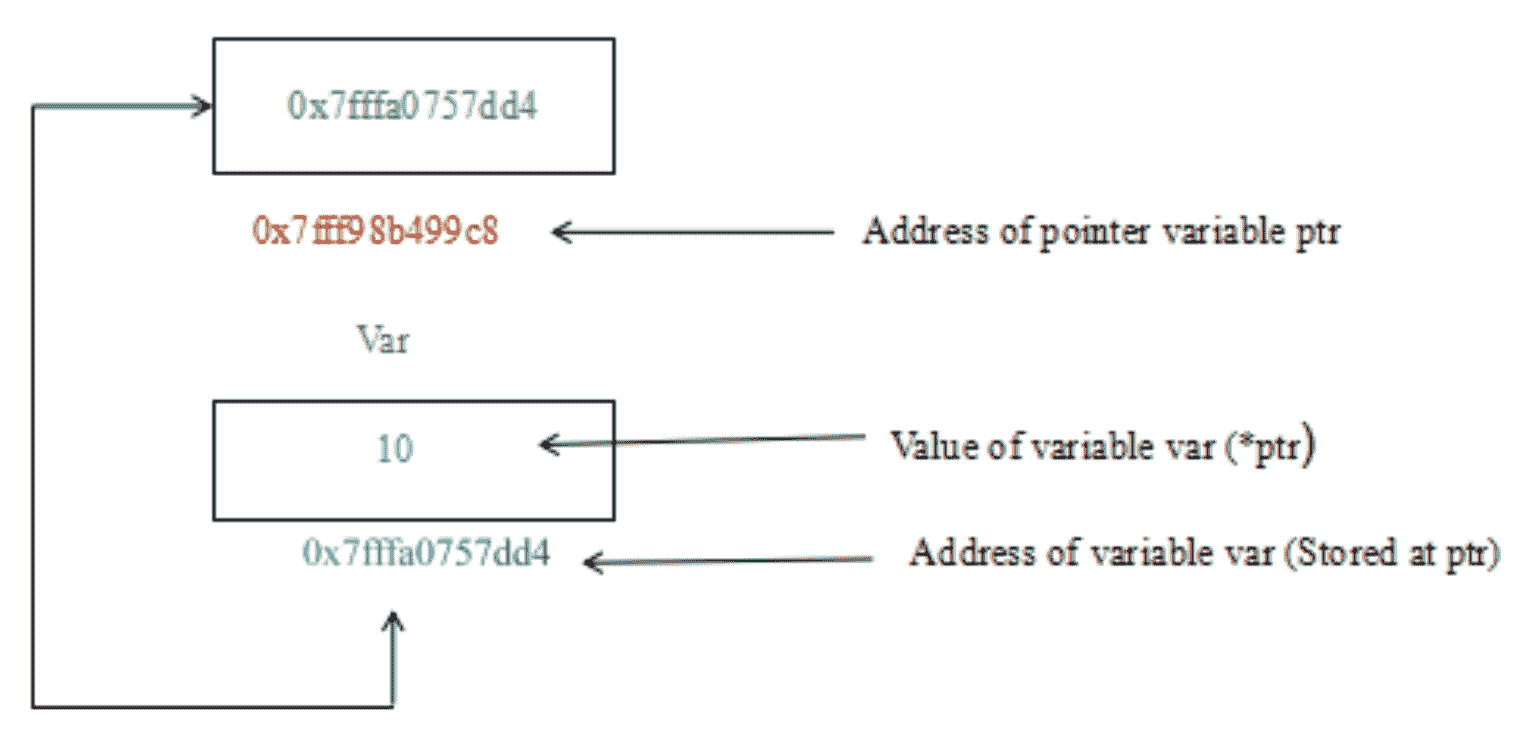 0x7fffa0757dd4
0x7fff98b499c8 Address of pointer variable ptr
Var
10 Value of variable var (*ptr)
0x7fffa0757dd4 Address of variable var (Stored at ptr)